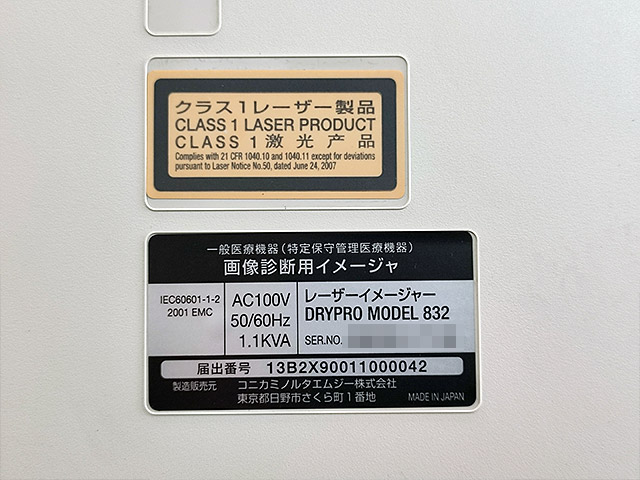 クラス1レーザー製品
CLASS 1 LASER PRODUCT
CLASS 1 激光产品
Complies with 21 CFR 1040.10 and 1040.11 except for deviations
pursuant to Laser Notice No.50, dated June 24, 2007
一般医療機器（特定保守管理医療機器）
画像診断用イメージャ
IEC60601-1-2
2001 EMC
AC100V
50/60Hz
1.1KVA
レーザーイメージャー
DRYPRO MODEL 832
SER.NO.
届出番号 13B2X90011000042
製造販売元 コニカミノルタエムジー株式会社
東京都日野市さくら町1番地
MADE IN JAPAN